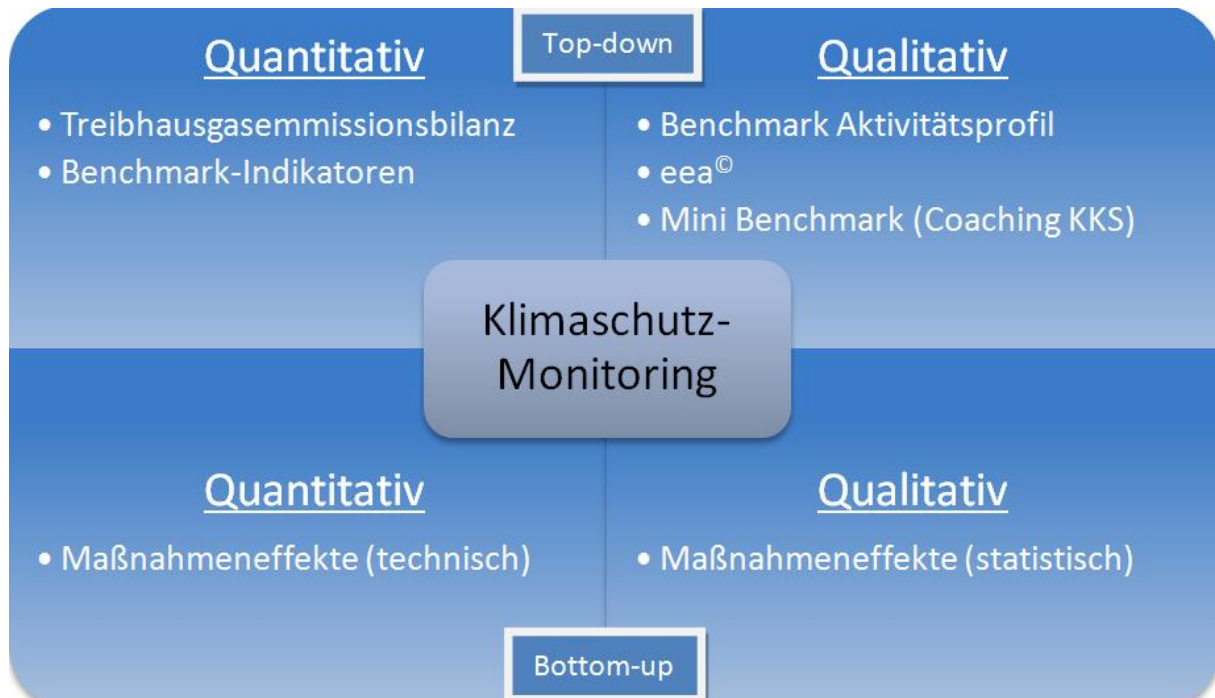 Top-down
Quantitativ
• Treibhausgasemmissionsbilanz
• Benchmark-Indikatoren
Qualitativ
• Benchmark Aktivitätsprofil
• eea©
• Mini Benchmark (Coaching KKS)
Klimaschutz-
Monitoring
Quantitativ
• Maßnahmeneffekte (technisch)
Qualitativ
• Maßnahmeneffekte (statistisch)
Bottom-up